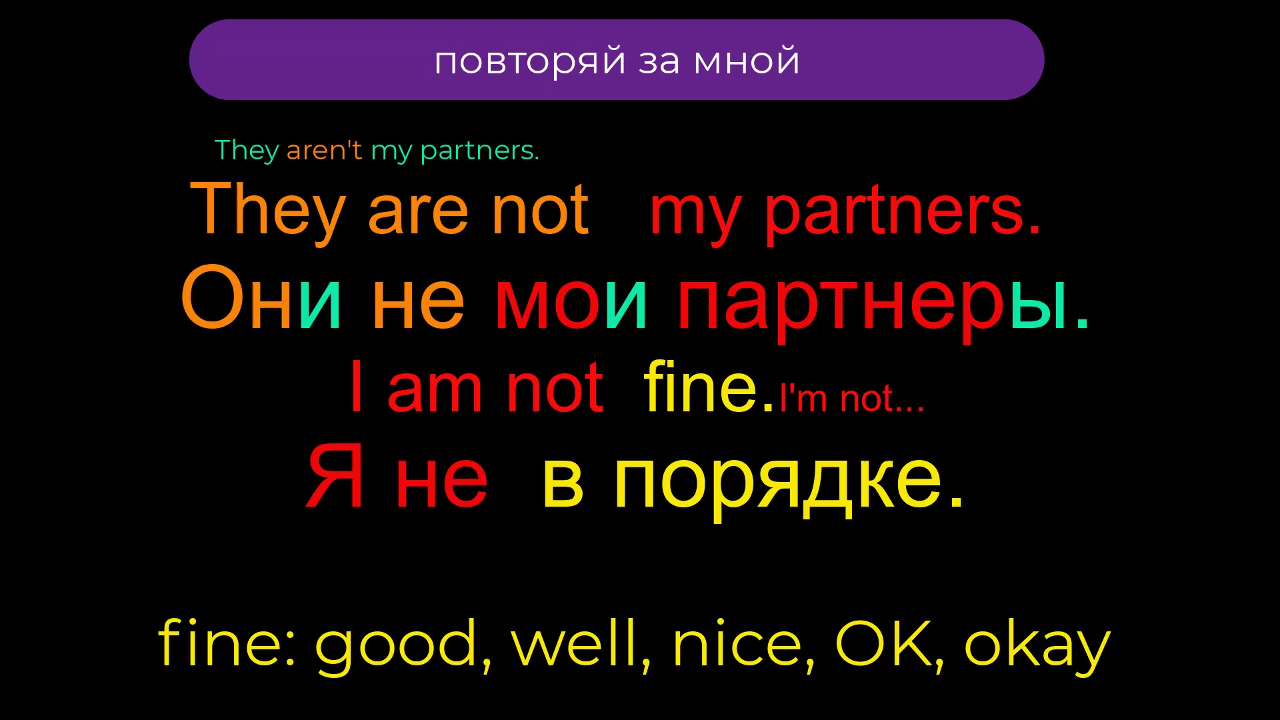 повторяй за мной
They aren't my partners.
They are not my partners.
Они не мои партнеры.
I am not fine. I'm not...
Я не в порядке.
fine: good, well, nice, OK, okay